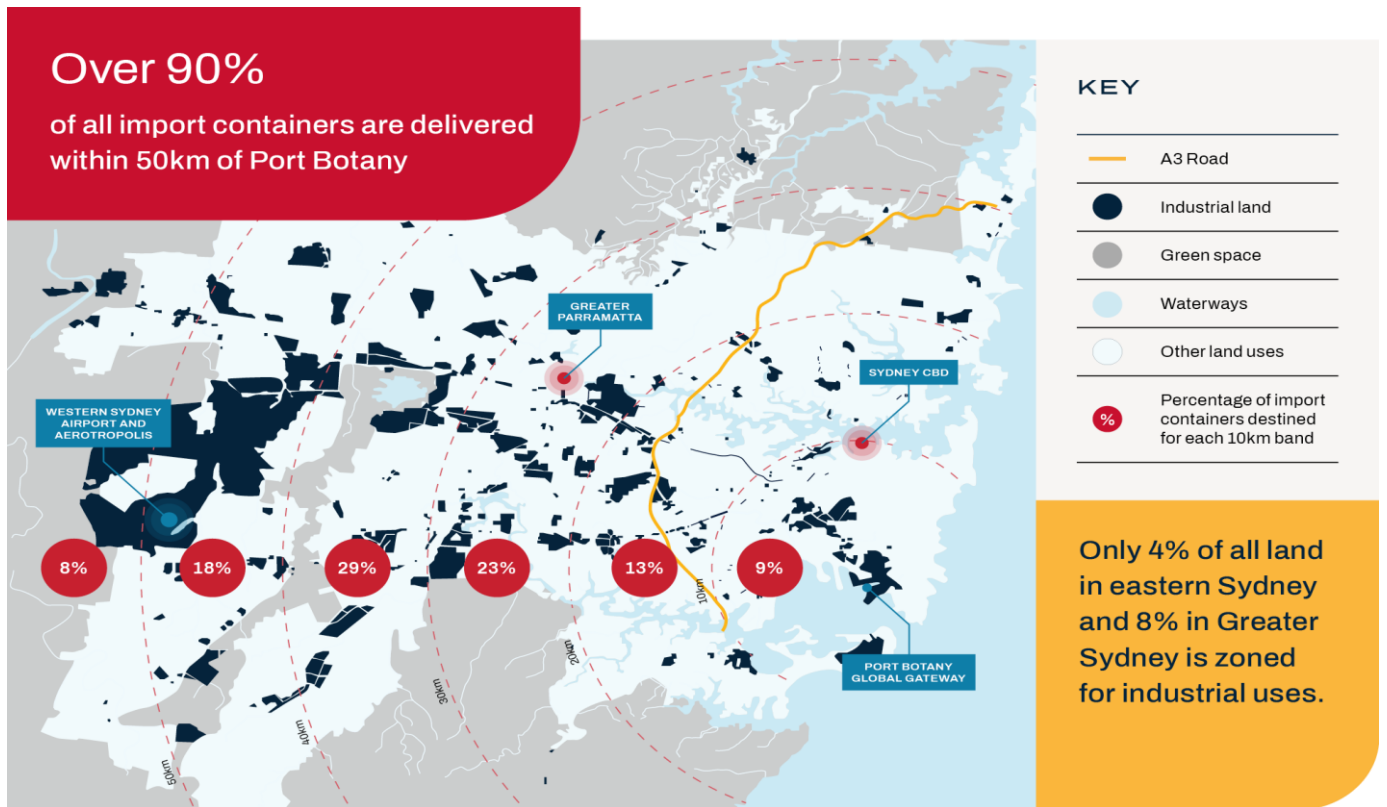 Over 90%
of all import containers are delivered
within 50km of Port Botany
KEY
A3 Road
Industrial land
Green space
Waterways
Other land uses
%
Percentage of import
containers destined
for each 10km band
GREATER
PARRAMATTA
SYDNEY CBD
WESTERN SYDNEY
AIRPORT AND
AEROTROPOLIS
8%
18%
29%
23%
13%
9%
10km
20km
30km
40km
50km
PORT BOTANY
GLOBAL GATEWAY
Only 4% of all land
in eastern Sydney
and 8% in Greater
Sydney is zoned
for industrial uses.